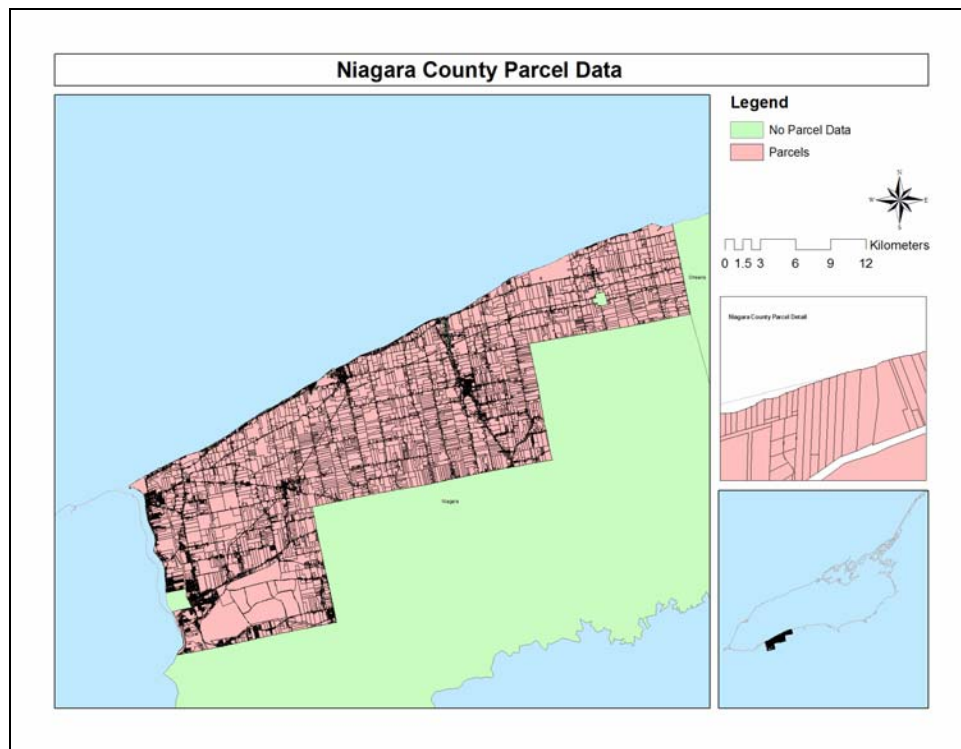 Niagara County Parcel Data
Legend
No Parcel Data
Parcels
N
W E
S
Kilometers
0 1.5 3 6 9 12
Orleans
Niagara County Parcel Detail
Niagara